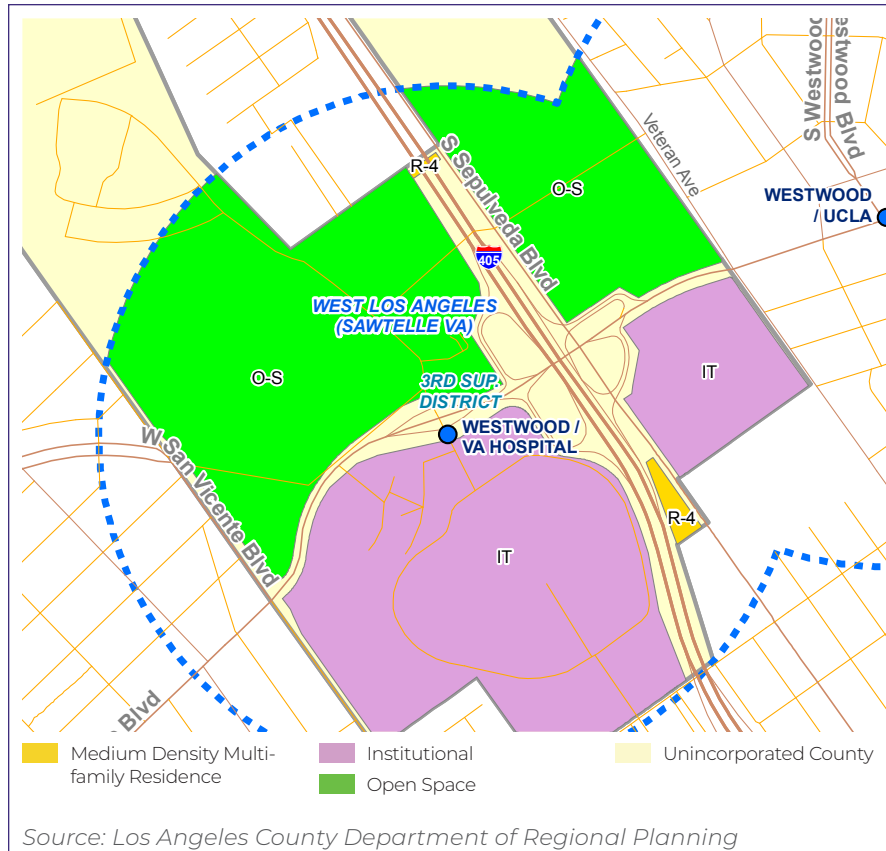 S Westwood
estwood Blvd
Veteran Ave
R-4
S Sepulveda Blvd
O-S
WESTWOOD
/ UCLA
405
WEST LOS ANGELES
(SAWTELLE VA)
O-S
3RD SUP.
DISTRICT
IT
WESTWOOD /
VA HOSPITAL
W San Vicente Blvd
R-4
IT
Blvd
Medium Density Multi-
family Residence
Institutional
Open Space
Unincorporated County
Source: Los Angeles County Department of Regional Planning